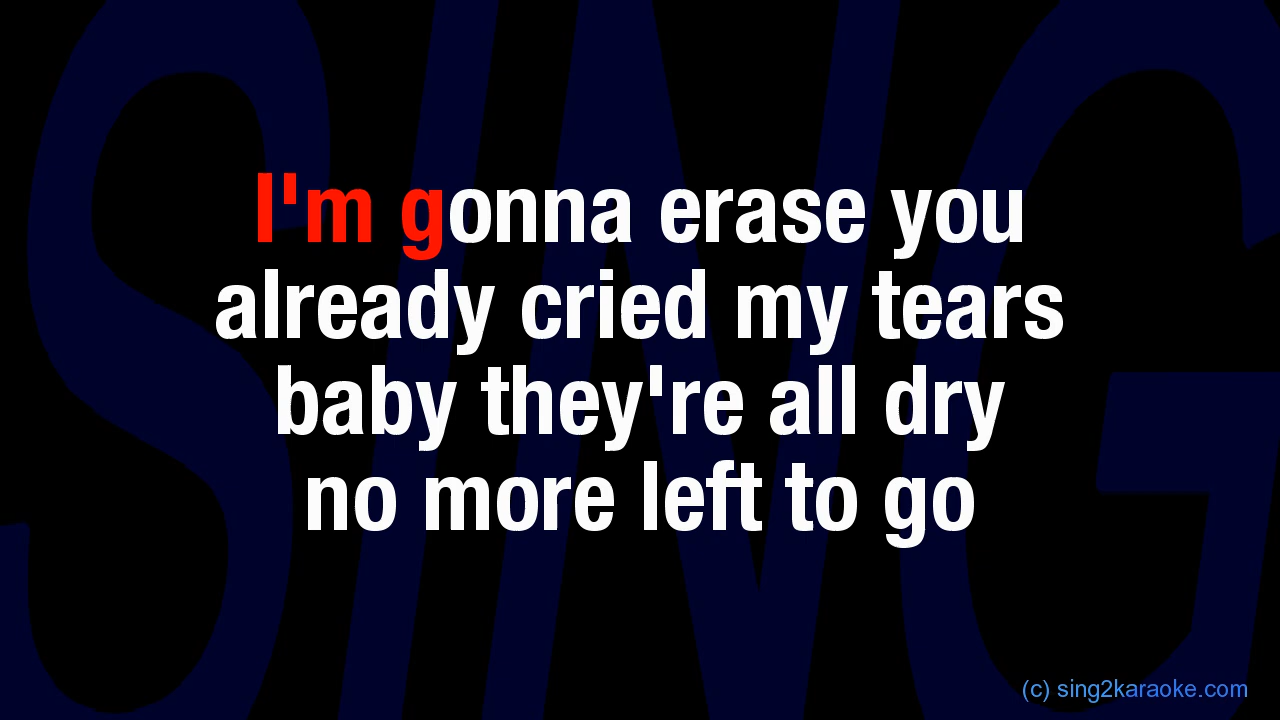 SING
I'm gonna erase you
already cried my tears
baby they're all dry
no more left to go
(c) sing2karaoke.com